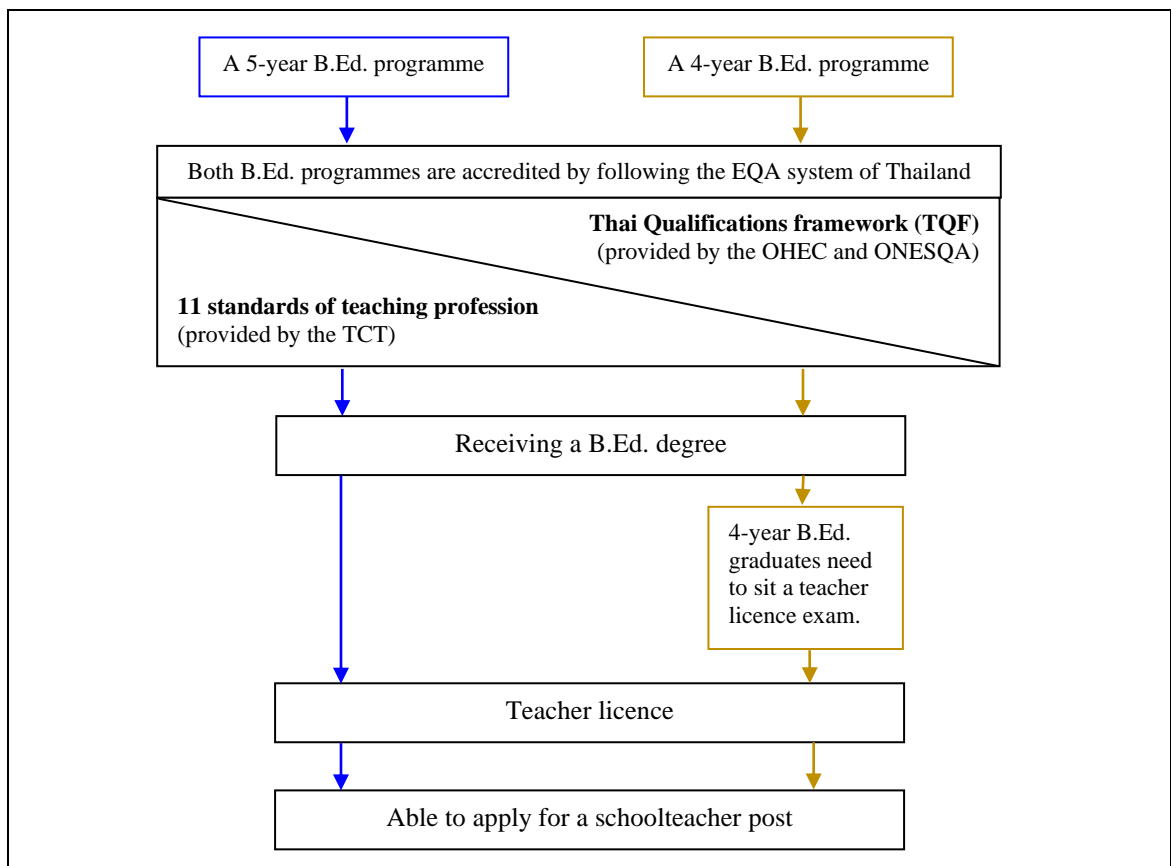 A 5-year B.Ed. programme
A 4-year B.Ed. programme
Both B.Ed. programmes are accredited by following the EQA system of Thailand
Thai Qualifications framework (TQF)
(provided by the OHEC and ONESQA)
11 standards of teaching profession
(provided by the TCT)
Receiving a B.Ed. degree
4-year B.Ed.
graduates need
to sit a teacher
licence exam.
Teacher licence
Able to apply for a schoolteacher post